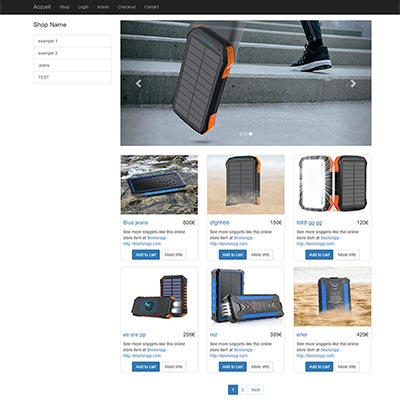 Accueil Shop Login Admin Checkout Contact
Shop Name
example 1
example 2
Jeans
TEST
Blue jeans 600€
See more snippets like this online
store item at Bootsnipp -
http://bootsnipp.com.
Add to cart More Info
dfghhbb 150€
See more snippets like this online
store item at Bootsnipp -
http://bootsnipp.com.
Add to cart More Info
fdfdf gg gg 120€
See more snippets like this online
store item at Bootsnipp -
http://bootsnipp.com.
Add to cart More Info
ee ere pp 299€
See more snippets like this online
store item at Bootsnipp -
http://bootsnipp.com.
Add to cart More Info
rez 399€
See more snippets like this online
store item at Bootsnipp -
http://bootsnipp.com.
Add to cart More Info
erker 429€
See more snippets like this online
store item at Bootsnipp -
http://bootsnipp.com.
Add to cart More Info
1 2 Next